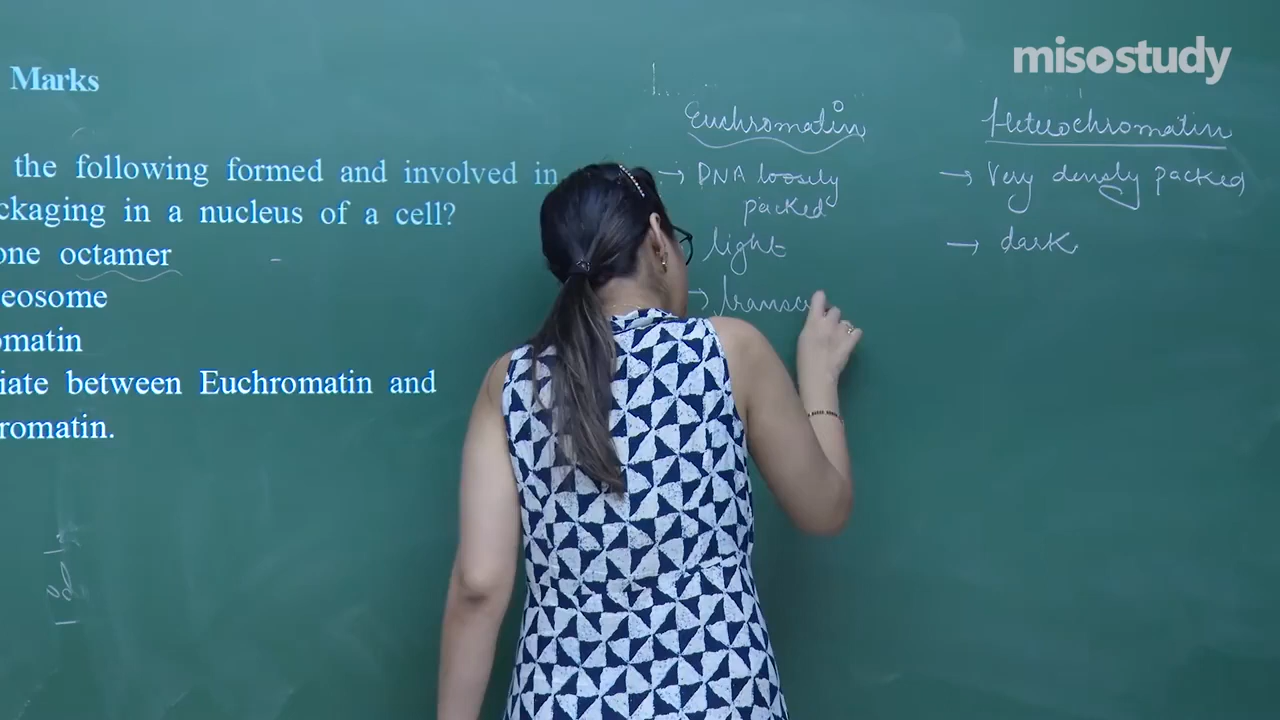 misostudy
Marks
the following formed and involved in
ckaging in a nucleus of a cell?
one octamer
eosome
omatin
iate between Euchromatin and
romatin.
Euchromatin
→ DNA loosely
packed
light
→ transcr
Heterochromatin
→ Very densly packed
→ dark